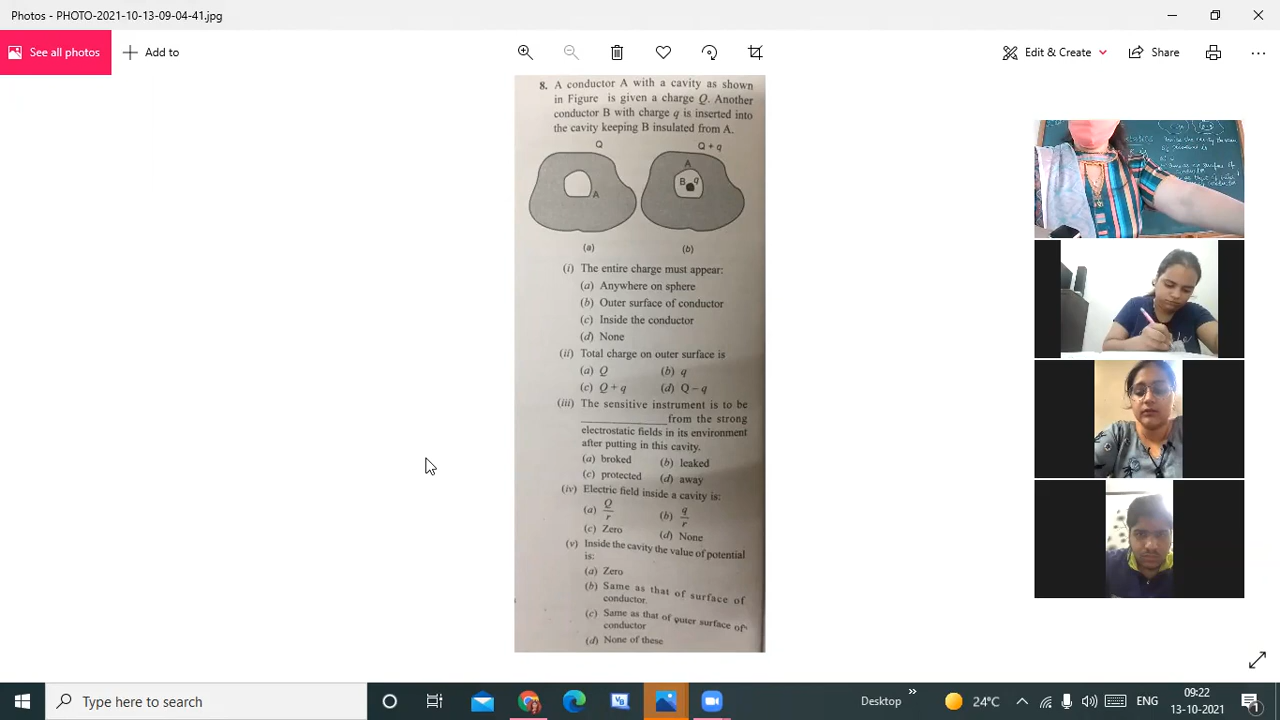 Photos - PHOTO-2021-10-13-09-04-41.jpg
See all photos
Add to
Edit & Create
Share
8. A conductor A with a cavity as shown
in Figure is given a charge Q. Another
conductor B with charge q is inserted into
the cavity keeping B insulated from A.
Q
Q + q
A
A
B
q
(a)
(b)
(i) The entire charge must appear:
(a) Anywhere on sphere
(b) Outer surface of conductor
(c) Inside the conductor
(d) None
(ii) Total charge on outer surface is
(a) Q (b) q
(c) Q + q (d) Q – q
(iii) The sensitive instrument is to be
____________ from the strong
electrostatic fields in its environment
after putting in this cavity.
(a) broked (b) leaked
(c) protected (d) away
(iv) Electric field inside a cavity is:
(a) Q/r (b) q/r
(c) Zero (d) None
(v) Inside the cavity the value of potential
is:
(a) Zero
(b) Same as that of surface of
conductor.
(c) Same as that of outer surface of
conductor
(d) None of these
Type here to search
Desktop
24°C
ENG
09:22
13-10-2021
1